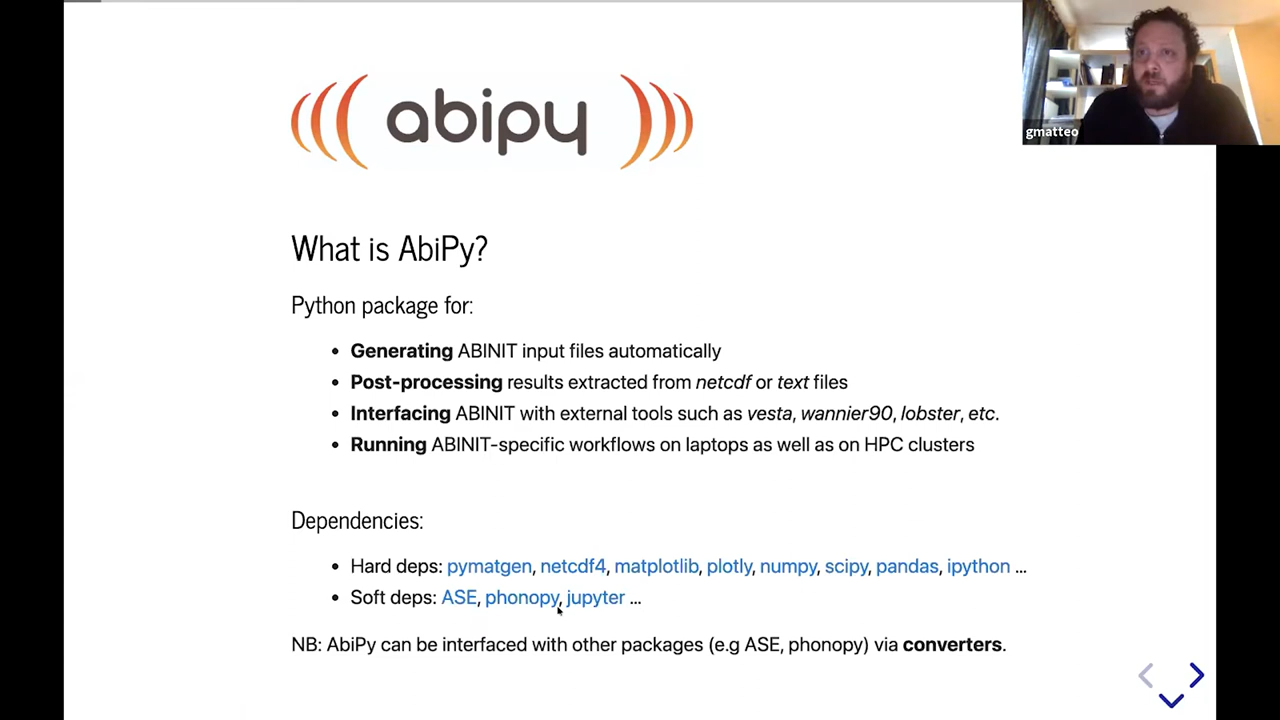 abipy
gmatteo
What is AbiPy?
Python package for:
• Generating ABINIT input files automatically
• Post-processing results extracted from netcdf or text files
• Interfacing ABINIT with external tools such as vesta, wannier90, lobster, etc.
• Running ABINIT-specific workflows on laptops as well as on HPC clusters
Dependencies:
• Hard deps: pymatgen, netcdf4, matplotlib, plotly, numpy, scipy, pandas, ipython ...
• Soft deps: ASE, phonopy, jupyter ...
NB: AbiPy can be interfaced with other packages (e.g ASE, phonopy) via converters.